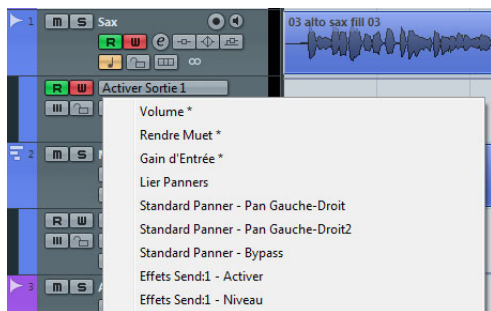 1 M S Sax
03 alto sax fill 03
R W e
R W Activer Sortie 1
Volume *
Rendre Muet *
Gain d'Entrée *
2 M S
Lier Panners
Standard Panner - Pan Gauche-Droit
Standard Panner - Pan Gauche-Droit2
R W
Standard Panner - Bypass
Effets Send:1 - Activer
3 M S
Effets Send:1 - Niveau